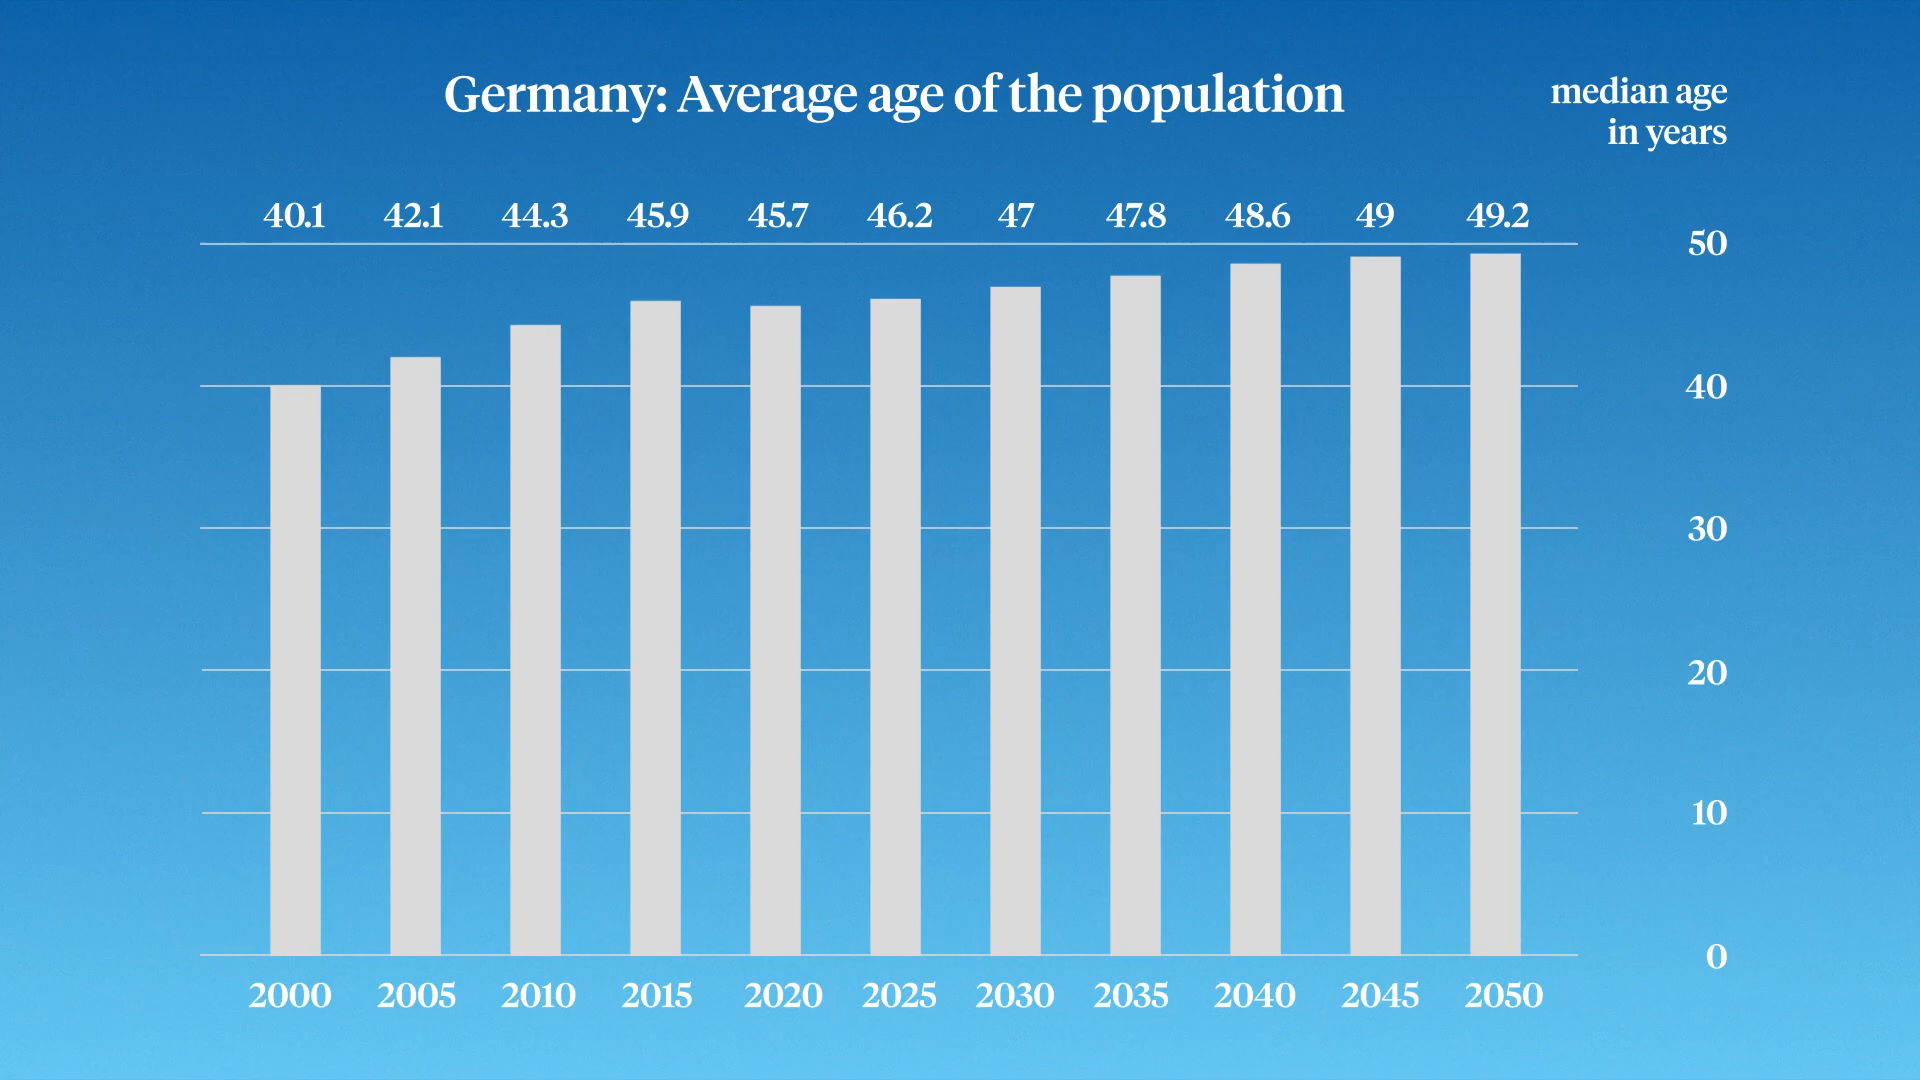 Germany: Average age of the population
median age
in years
40.1 42.1 44.3 45.9 45.7 46.2 47 47.8 48.6 49 49.2
50
40
30
20
10
0
2000 2005 2010 2015 2020 2025 2030 2035 2040 2045 2050